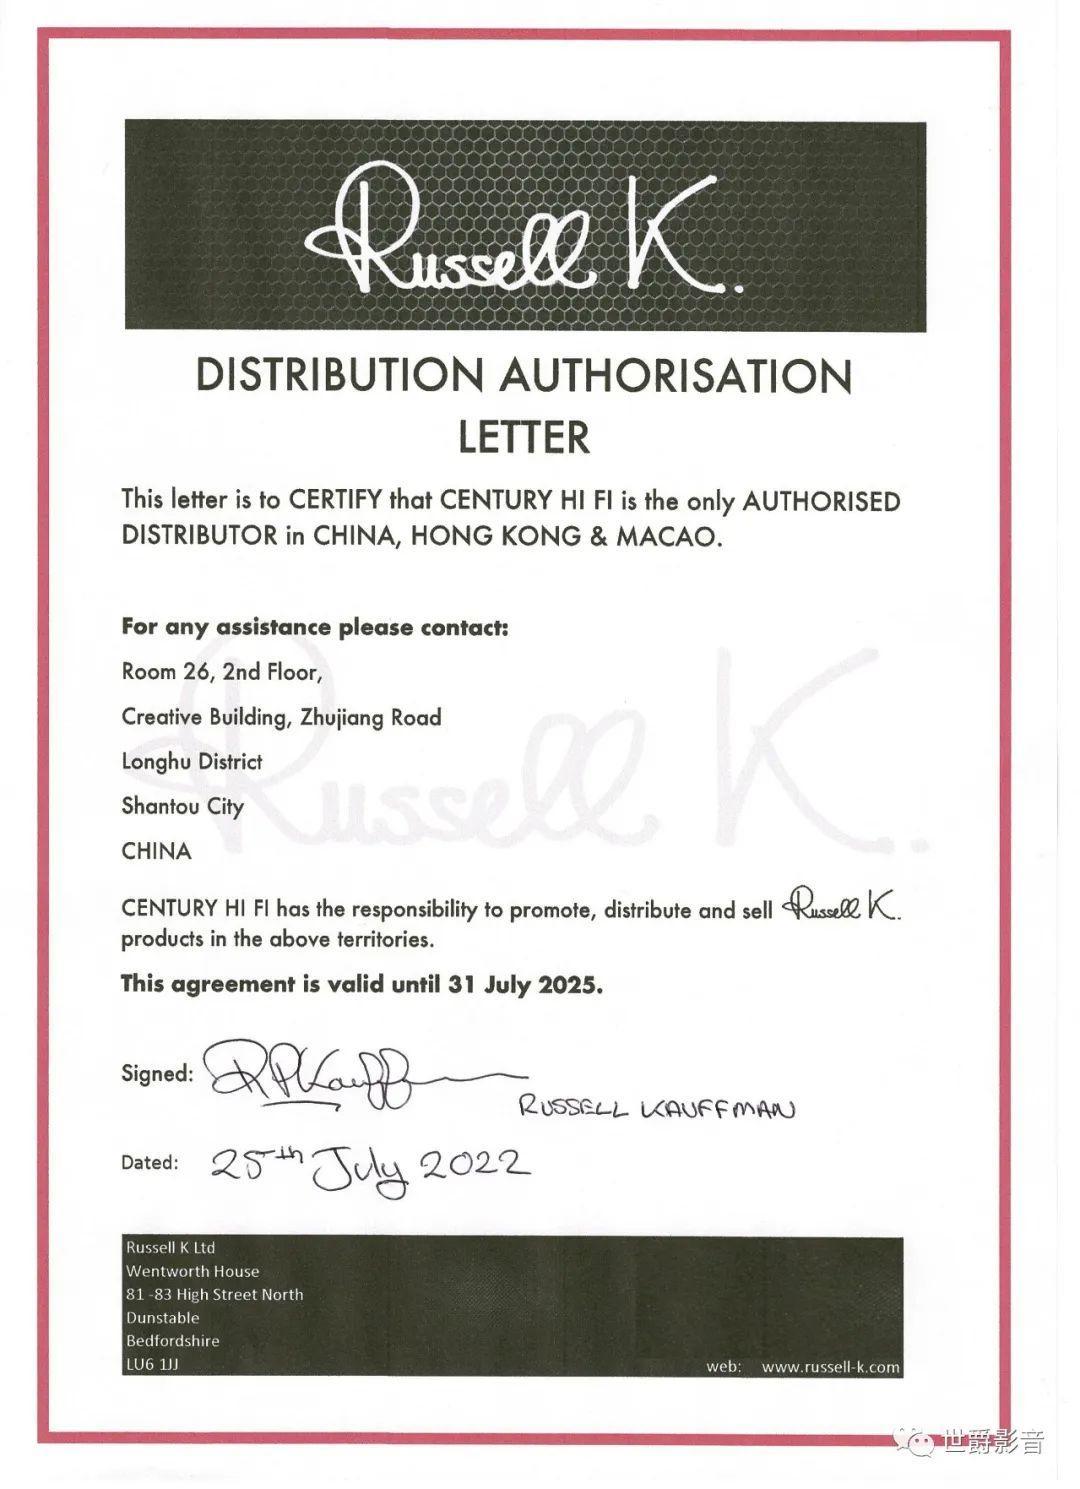 Russell K.
DISTRIBUTION AUTHORISATION
LETTER
This letter is to CERTIFY that CENTURY HI FI is the only AUTHORISED
DISTRIBUTOR in CHINA, HONG KONG & MACAO.
For any assistance please contact:
Room 26, 2nd Floor,
Creative Building, Zhujiang Road
Longhu District
Shantou City
CHINA
Russell K.
CENTURY HI FI has the responsibility to promote, distribute and sell Russell K.
products in the above territories.
This agreement is valid until 31 July 2025.
Signed: RPKauffman
RUSSELL KAUFFMAN
Dated: 25th July 2022
Russell K Ltd
Wentworth House
81 -83 High Street North
Dunstable
Bedfordshire
LU6 1JJ
web: www.russell-k.com
世爵影音